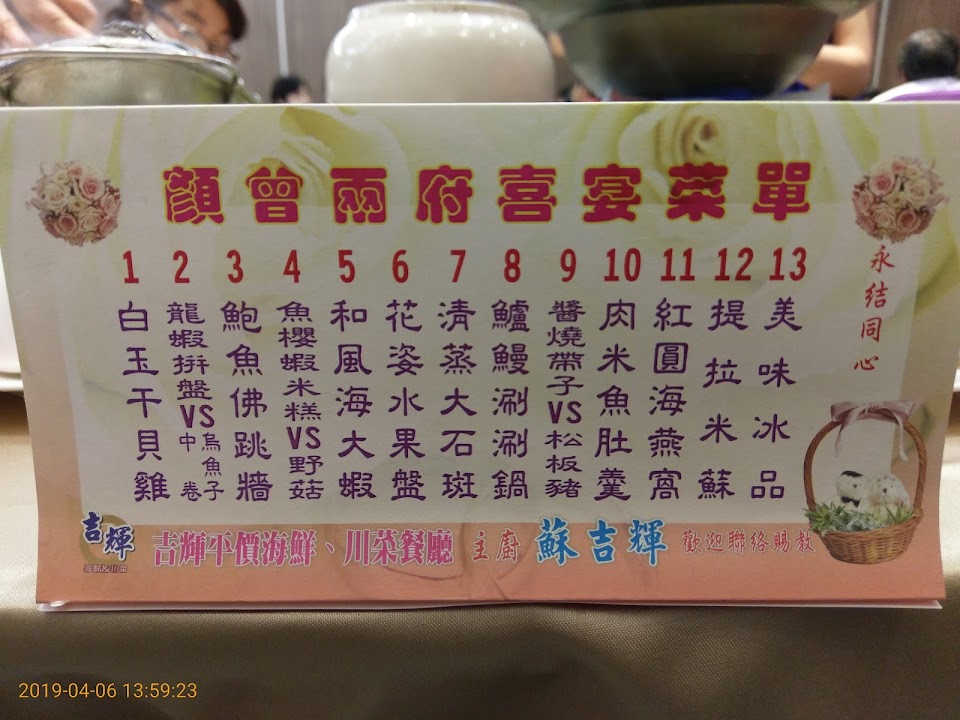 顏曾兩府喜宴菜單
永結同心
1 2 3 4 5 6 7 8 9 10 11 12 13
白玉干貝雞
龍蝦拼盤VS中卷烏魚子
鮑魚佛跳牆
魚櫻蝦米糕VS野菇
和風海大蝦
花姿水果盤
清蒸大石斑
鱸鰻涮涮鍋
醬燒帶子VS松板豬
肉米魚肚羹
紅圓海燕窩
提拉米蘇
美味冰品
吉輝
海鮮&川菜
吉輝平價海鮮、川菜餐廳 主廚 蘇吉輝 歡迎聯絡賜教
2019-04-06 13:59:23